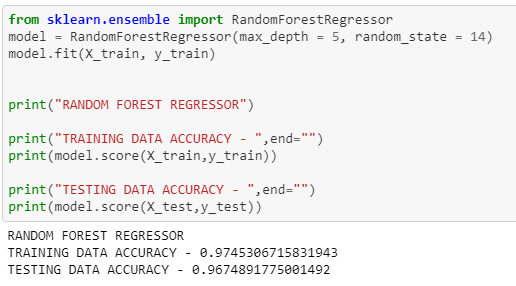 from sklearn.ensemble import RandomForestRegressor
model = RandomForestRegressor(max_depth = 5, random_state = 14)
model.fit(X_train, y_train)
print("RANDOM FOREST REGRESSOR")
print("TRAINING DATA ACCURACY - ",end="")
print(model.score(X_train,y_train))
print("TESTING DATA ACCURACY - ",end="")
print(model.score(X_test,y_test))
RANDOM FOREST REGRESSOR
TRAINING DATA ACCURACY - 0.9745306715831943
TESTING DATA ACCURACY - 0.9674891775001492